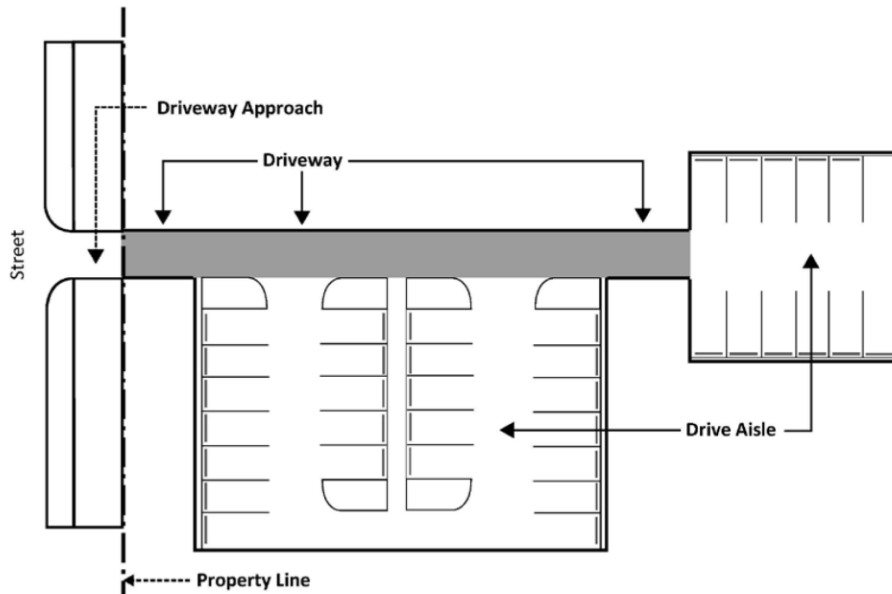 Driveway Approach
Driveway
Street
Drive Aisle
Property Line